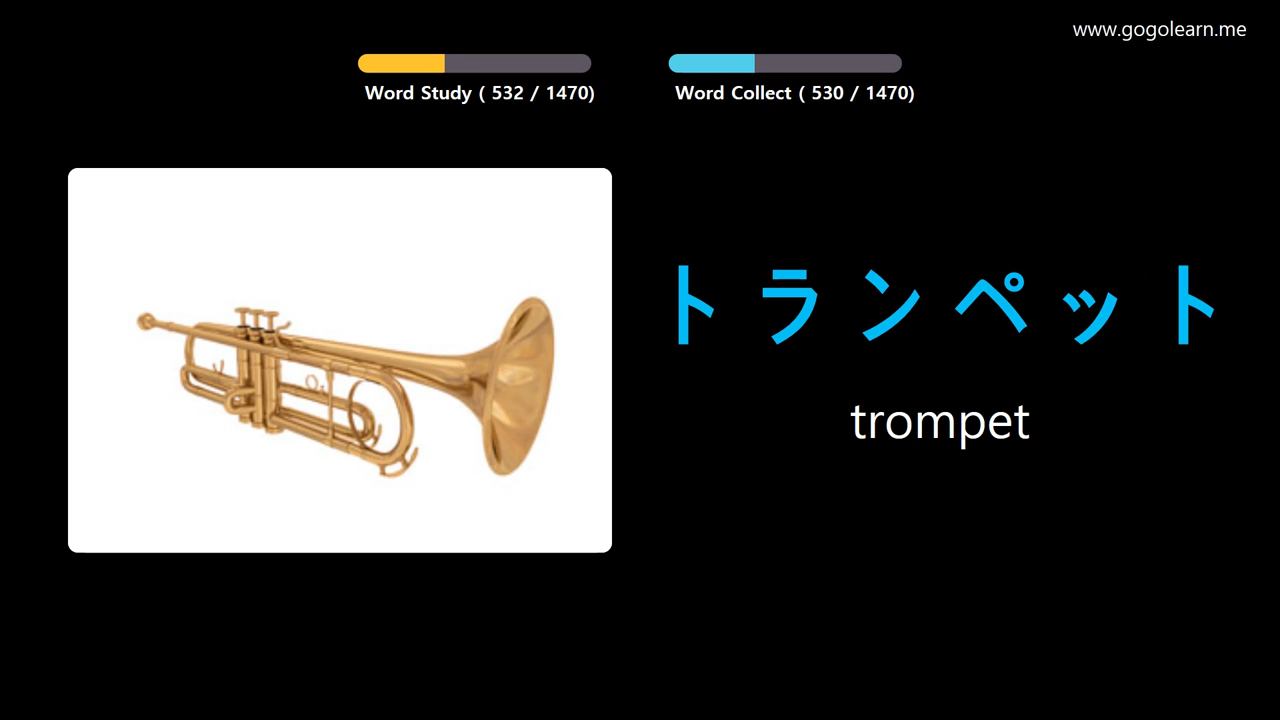 www.gogolearn.me
Word Study ( 532 / 1470)
Word Collect ( 530 / 1470)
トランペット
trompet